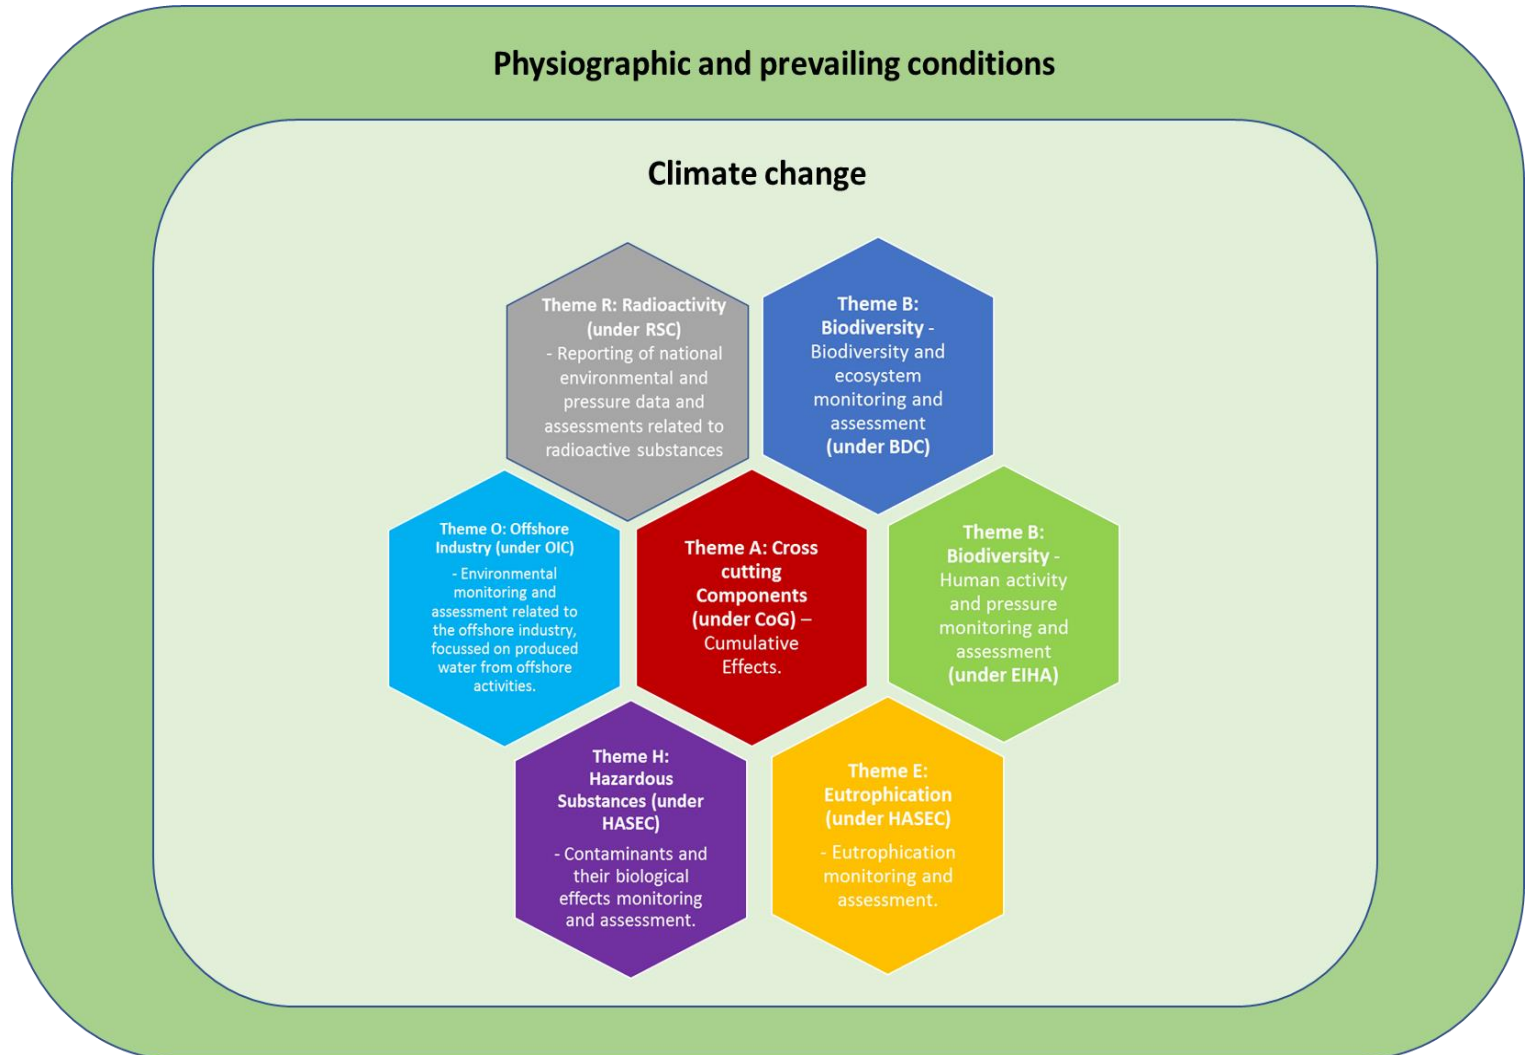 Physiographic and prevailing conditions
Climate change
Theme R: Radioactivity
(under RSC)
- Reporting of national
environmental and
pressure data and
assessments related to
radioactive substances
Theme B:
Biodiversity -
Biodiversity and
ecosystem
monitoring and
assessment
(under BDC)
Theme O: Offshore
Industry (under OIC)
- Environmental
monitoring and
assessment related to
the offshore industry,
focussed on produced
water from offshore
activities.
Theme A: Cross
cutting
Components
(under CoG) –
Cumulative
Effects.
Theme B:
Biodiversity -
Human activity
and pressure
monitoring and
assessment
(under EIHA)
Theme H:
Hazardous
Substances (under
HASEC)
- Contaminants and
their biological
effects monitoring
and assessment.
Theme E:
Eutrophication
(under HASEC)
- Eutrophication
monitoring and
assessment.